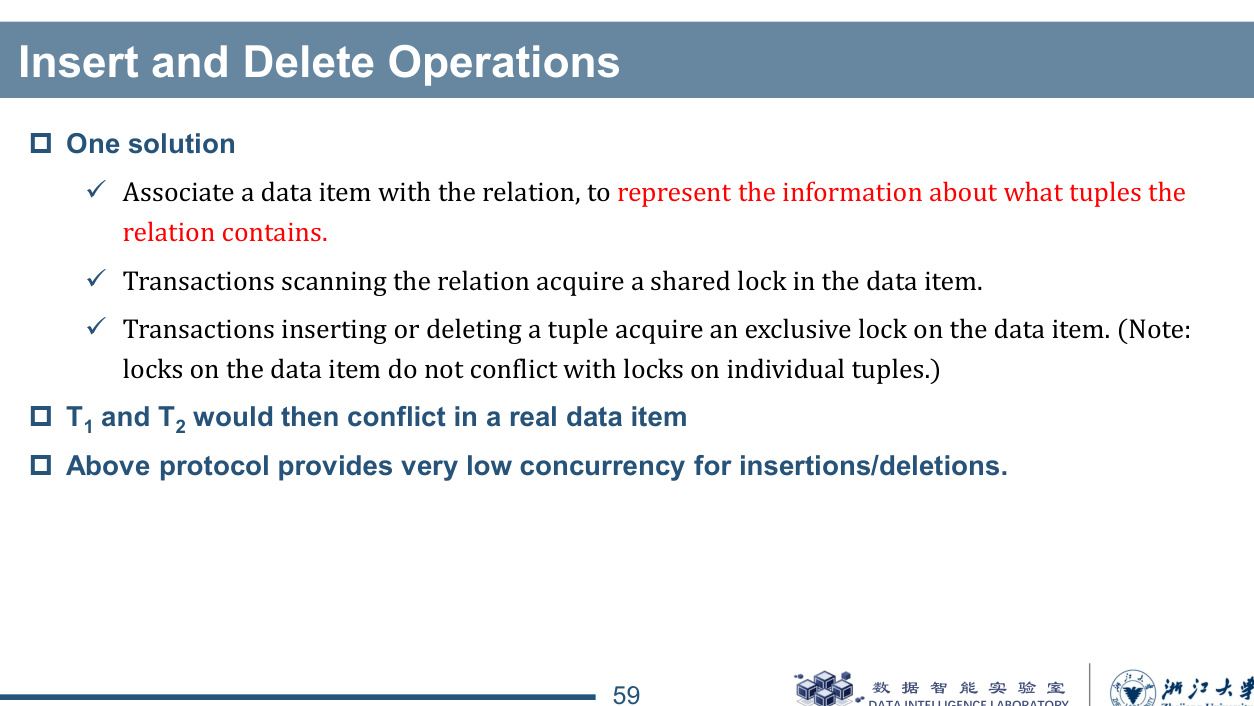 Insert and Delete Operations
One solution
Associate a data item with the relation, to represent the information about what tuples the
relation contains.
Transactions scanning the relation acquire a shared lock in the data item.
Transactions inserting or deleting a tuple acquire an exclusive lock on the data item. (Note:
locks on the data item do not conflict with locks on individual tuples.)
T1 and T2 would then conflict in a real data item
Above protocol provides very low concurrency for insertions/deletions.
59
数据智能实验室
DATA INTELLIGENCE LABORATORY
浙江大学